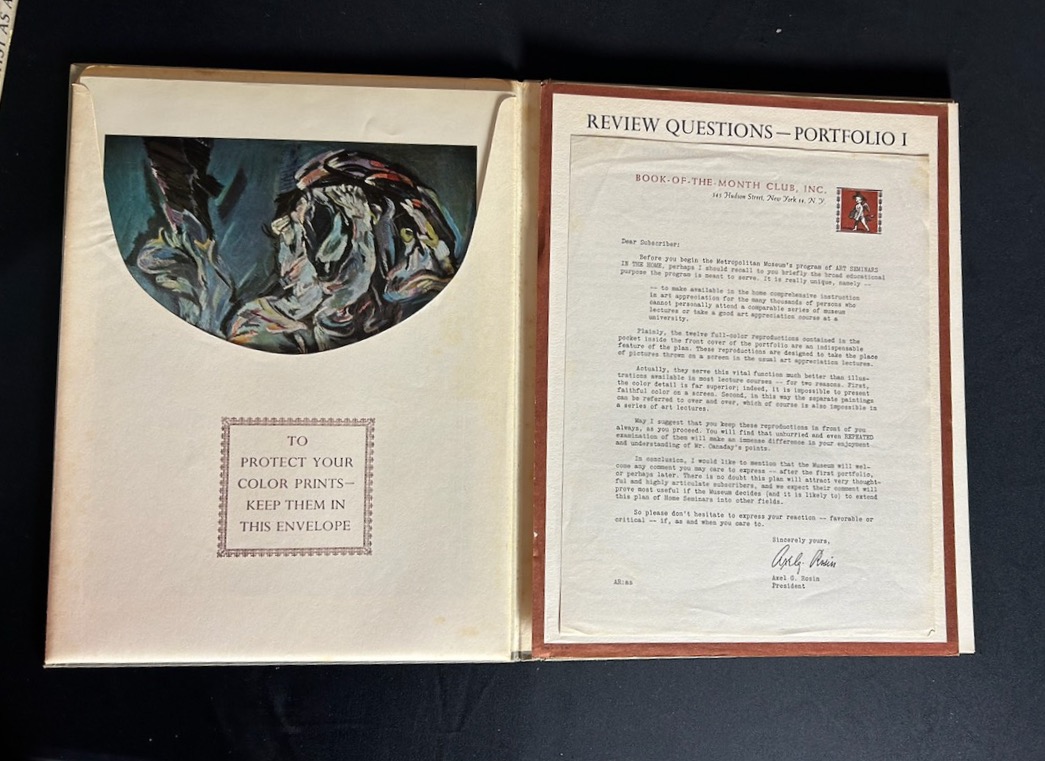 VIST AS A
TO
PROTECT YOUR
COLOR PRINTS—
KEEP THEM IN
THIS ENVELOPE
REVIEW QUESTIONS—PORTFOLIO I
BOOK-OF-THE-MONTH CLUB, INC.
345 Hudson Street, New York 14, N. Y.
Dear Subscriber:
Before you begin the Metropolitan Museum's program of ART SEMINARS
IN THE HOME, perhaps I should recall to you briefly the broad educational
purpose the program is meant to serve. It is really unique, namely --
-- to make available in the home comprehensive instruction
in art appreciation for the many thousands of persons who
cannot personally attend a comparable series of museum
lectures or take a good art appreciation course at a
university.
Plainly, the twelve full-color reproductions contained in the
pocket inside the front cover of the portfolio are an indispensable
feature of the plan. These reproductions are designed to take the place
of pictures thrown on a screen in the usual art appreciation lectures.
Actually, they serve this vital function much better than illus-
trations available in most lecture courses -- for two reasons. First,
the color detail is far superior; indeed, it is impossible to present
faithful color on a screen. Second, in this way the separate paintings
can be referred to over and over, which of course is also impossible in
a series of art lectures.
May I suggest that you keep these reproductions in front of you
always, as you proceed. You will find that unhurried and even REPEATED
examination of them will make an immense difference in your enjoyment
and understanding of Mr. Canaday's points.
In conclusion, I would like to mention that the Museum will wel-
come any comment you may care to express -- after the first portfolio,
or perhaps later. There is no doubt this plan will attract very thought-
ful and highly articulate subscribers, and we expect their comment will
prove most useful if the Museum decides (and it is likely to) to extend
this plan of Home Seminars into other fields.
So please don't hesitate to express your reaction -- favorable or
critical -- if, as and when you care to.
Sincerely yours,
Axel G. Rosin
Axel G. Rosin
President
AR:ms